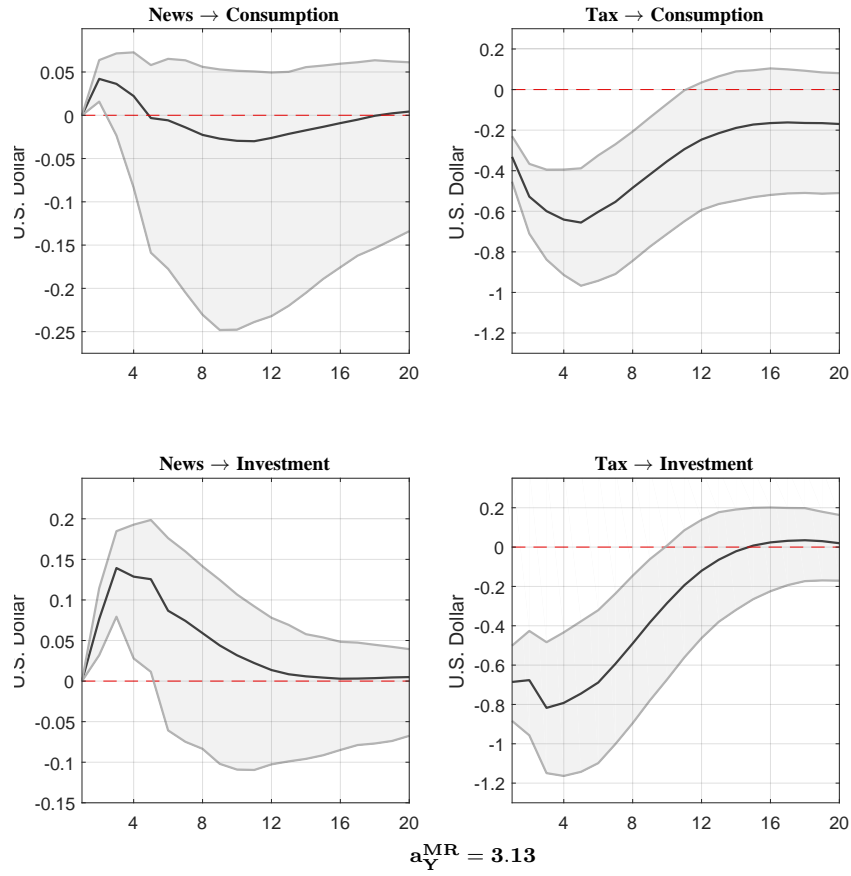 News → Consumption
Tax → Consumption
0.05
0
-0.05
-0.1
-0.15
-0.2
-0.25
U.S. Dollar
4 8 12 16 20
0.2
0
-0.2
-0.4
-0.6
-0.8
-1
-1.2
U.S. Dollar
4 8 12 16 20
News → Investment
Tax → Investment
0.2
0.15
0.1
0.05
0
-0.05
-0.1
-0.15
U.S. Dollar
4 8 12 16 20
0.2
0
-0.2
-0.4
-0.6
-0.8
-1
-1.2
U.S. Dollar
4 8 12 16 20
a_Y^MR = 3.13